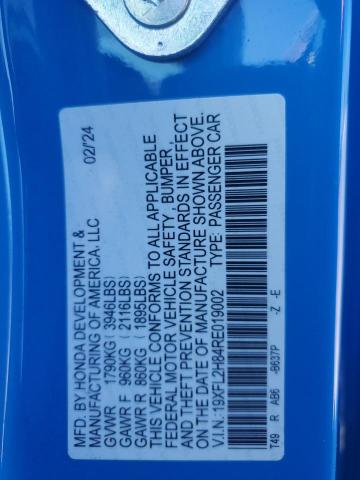 MFD. BY HONDA DEVELOPMENT & 02/'24
MANUFACTURING OF AMERICA, LLC
GVWR 1790KG (3946LBS)
GAWR F 960KG (2116LBS)
GAWR R 860KG (1895LBS)
THIS VEHICLE CONFORMS TO ALL APPLICABLE
FEDERAL MOTOR VEHICLE SAFETY, BUMPER,
AND THEFT PREVENTION STANDARDS IN EFFECT
ON THE DATE OF MANUFACTURE SHOWN ABOVE.
V.I.N.: 19XFL2H84RE019002 TYPE: PASSENGER CAR
T49 R AB6 -B637P -Z -E